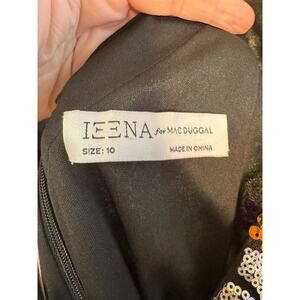 IEENA for MAC DUGGAL
SIZE: 10 MADE IN CHINA